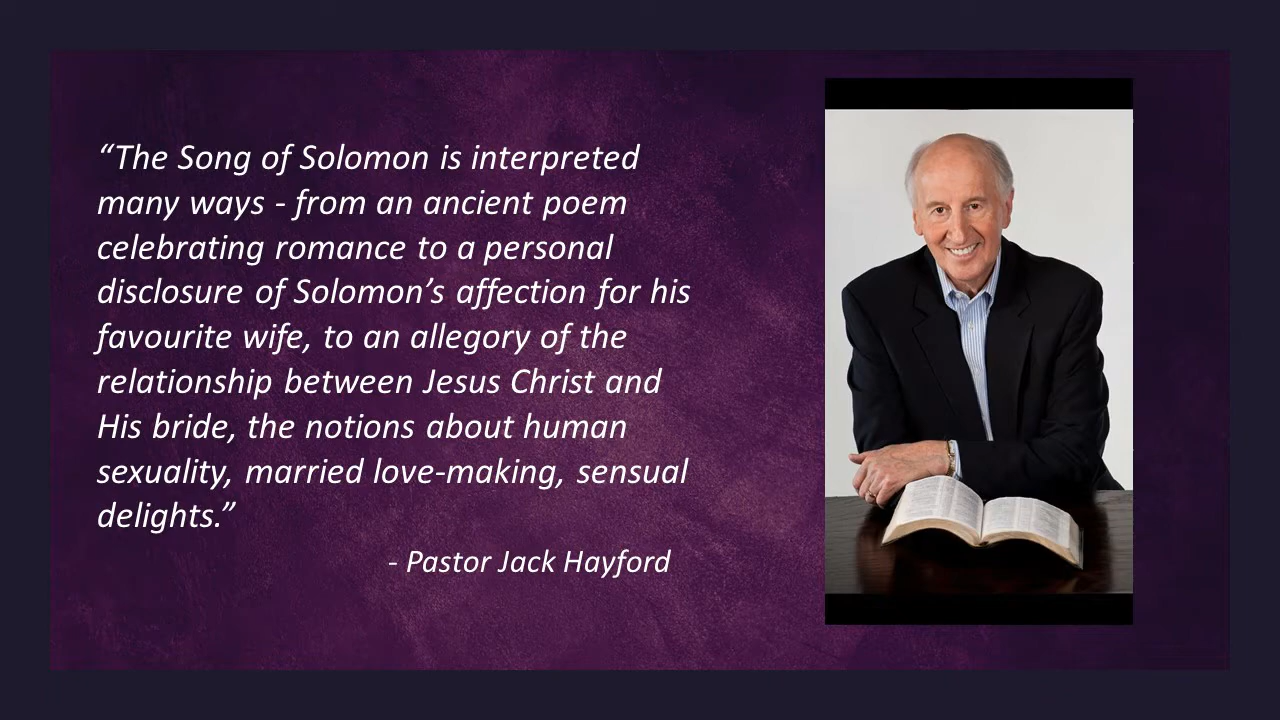 “The Song of Solomon is interpreted
many ways - from an ancient poem
celebrating romance to a personal
disclosure of Solomon’s affection for his
favourite wife, to an allegory of the
relationship between Jesus Christ and
His bride, the notions about human
sexuality, married love-making, sensual
delights.”
- Pastor Jack Hayford